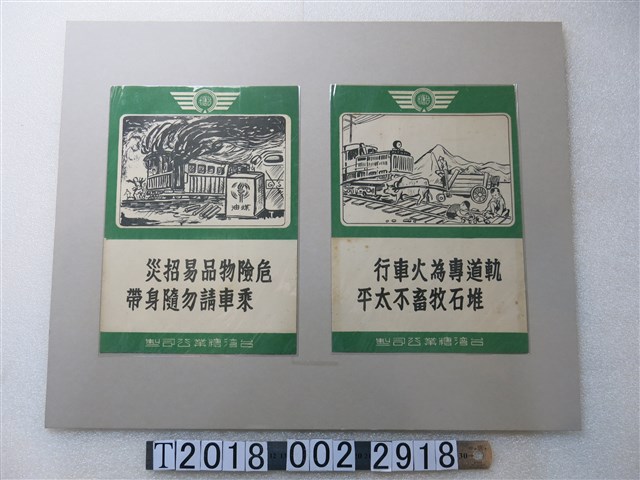 煤油
危險物品易招災
乘車請勿隨身帶
台灣糖業公司製
軌道專為火車行
堆石牧畜不太平
台灣糖業公司製
T2018 002 2918